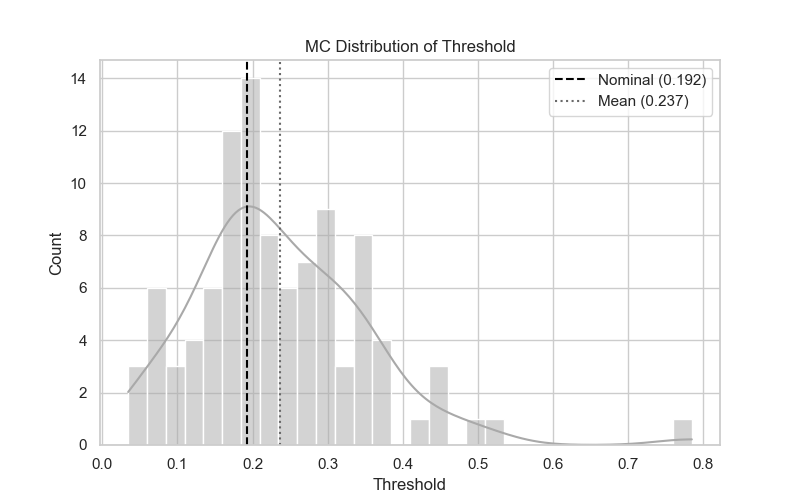 MC Distribution of Threshold
Nominal (0.192)
Mean (0.237)
Count
14
12
10
8
6
4
2
0
0.0 0.1 0.2 0.3 0.4 0.5 0.6 0.7 0.8
Threshold